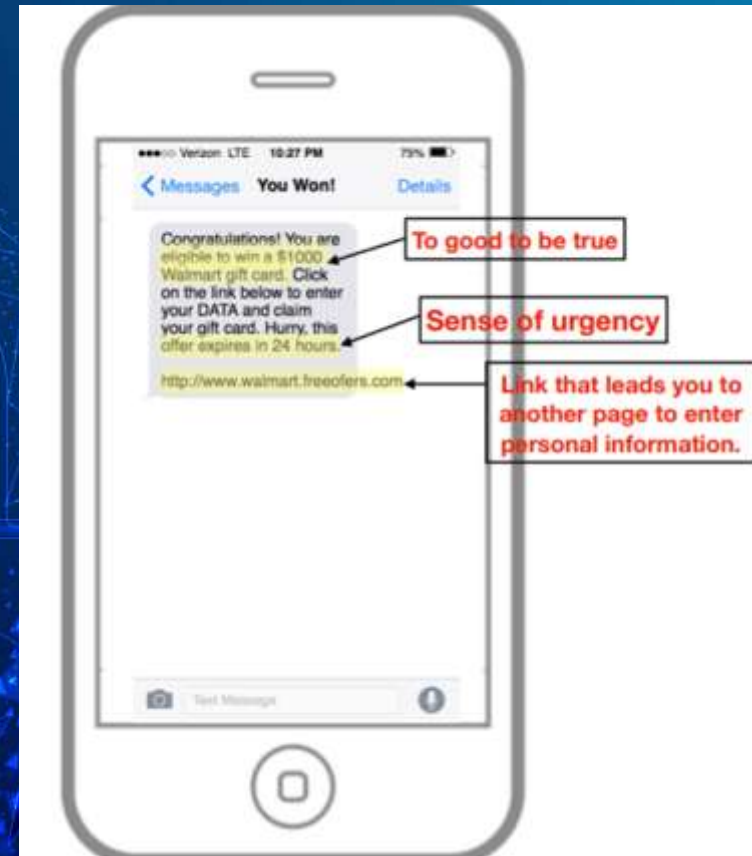 Verizon LTE 10:27 PM 75%
Messages You Won! Details
Congratulations! You are
eligible to win a $1000
Walmart gift card. Click
on the link below to enter
your DATA and claim
your gift card. Hurry, this
offer expires in 24 hours.
http://www.walmart.freeofers.com
To good to be true
Sense of urgency
Link that leads you to
another page to enter
personal information.
Text Message